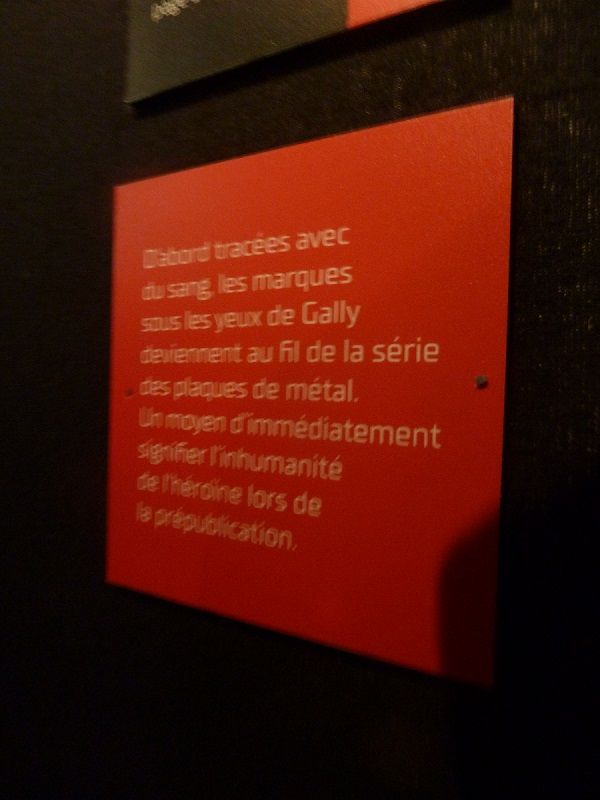 D'abord tracées avec
du sang, les marques
sous les yeux de Gally
deviennent au fil de la série
des plaques de métal.
Un moyen d'immédiatement
signifier l'inhumanité
de l'héroïne lors de
la prépublication.